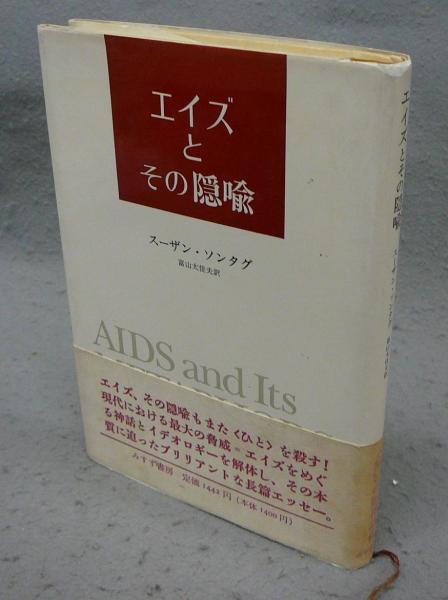 エイズ
と
その隠喩
スーザン・ソンタグ
富山太佳夫訳
AIDS and Its
エイズ、その隠喩もまた〈ひと〉を殺す!
現代における最大の脅威=エイズをめぐ
る神話とイデオロギーを解体し、その本
質に迫ったブリリアントな長篇エッセー。
みすず書房 定価1442円(本体1400円)
エイズとその隠喩